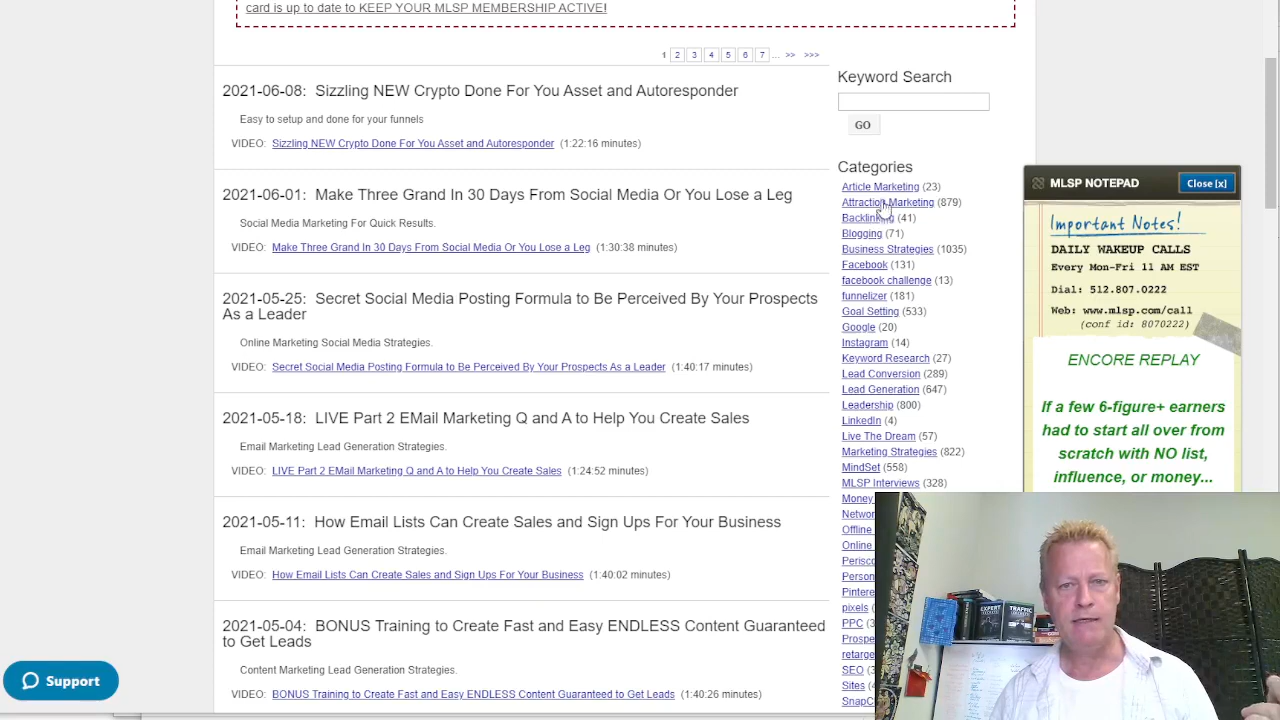 card is up to date to KEEP YOUR MLSP MEMBERSHIP ACTIVE!
1 2 3 4 5 6 7 ... >> >>>
2021-06-08: Sizzling NEW Crypto Done For You Asset and Autoresponder
Easy to setup and done for your funnels
VIDEO: Sizzling NEW Crypto Done For You Asset and Autoresponder (1:22:16 minutes)
2021-06-01: Make Three Grand In 30 Days From Social Media Or You Lose a Leg
Social Media Marketing For Quick Results.
VIDEO: Make Three Grand In 30 Days From Social Media Or You Lose a Leg (1:30:38 minutes)
2021-05-25: Secret Social Media Posting Formula to Be Perceived By Your Prospects
As a Leader
Online Marketing Social Media Strategies.
VIDEO: Secret Social Media Posting Formula to Be Perceived By Your Prospects As a Leader (1:40:17 minutes)
2021-05-18: LIVE Part 2 EMail Marketing Q and A to Help You Create Sales
Email Marketing Lead Generation Strategies.
VIDEO: LIVE Part 2 EMail Marketing Q and A to Help You Create Sales (1:24:52 minutes)
2021-05-11: How Email Lists Can Create Sales and Sign Ups For Your Business
Email Marketing Lead Generation Strategies.
VIDEO: How Email Lists Can Create Sales and Sign Ups For Your Business (1:40:02 minutes)
2021-05-04: BONUS Training to Create Fast and Easy ENDLESS Content Guaranteed
to Get Leads
Content Marketing Lead Generation Strategies.
VIDEO: BONUS Training to Create Fast and Easy ENDLESS Content Guaranteed to Get Leads (1:40:26 minutes)
Support
Keyword Search
GO
Categories
Article Marketing (23)
Attraction Marketing (879)
Backlinking (41)
Blogging (71)
Business Strategies (1035)
Facebook (131)
facebook challenge (13)
funnelizer (181)
Goal Setting (533)
Google (20)
Instagram (14)
Keyword Research (27)
Lead Conversion (289)
Lead Generation (647)
Leadership (800)
LinkedIn (4)
Live The Dream (57)
Marketing Strategies (822)
MindSet (558)
MLSP Interviews (328)
Money
Netwo
Offline
Online
Perisc
Person
Pinter
pixels (
PPC (3
Prospe
retarge
SEO (3
Sites (
SnapC
MLSP NOTEPAD
Close [x]
Important Notes!
DAILY WAKEUP CALLS
Every Mon-Fri 11 AM EST
Dial: 512.807.0222
Web: www.mlsp.com/call
(conf id: 8070222)
ENCORE REPLAY
If a few 6-figure+ earners
had to start all over from
scratch with NO list,
influence, or money...
EXPERT
TRAFFIC